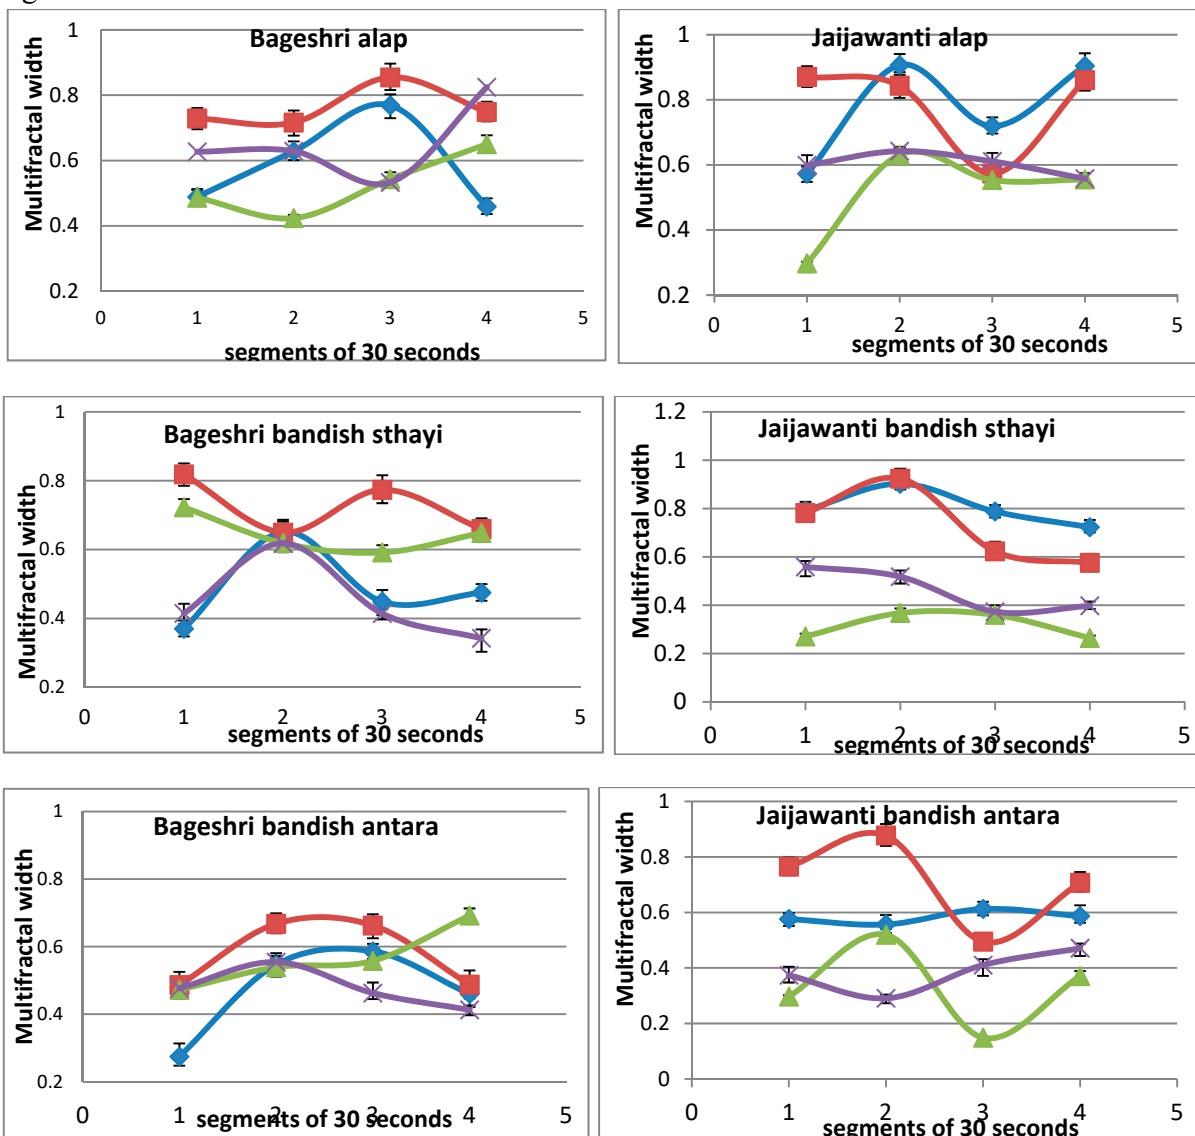 Bageshri alap
Multifractal width
1
0.8
0.6
0.4
0.2
0 1 2 3 4 5
segments of 30 seconds
Jaijawanti alap
Multifractal width
1
0.8
0.6
0.4
0.2
0 1 2 3 4 5
segments of 30 seconds
Bageshri bandish sthayi
Multifractal width
1
0.8
0.6
0.4
0.2
0 1 2 3 4 5
segments of 30 seconds
Jaijawanti bandish sthayi
Multifractal width
1.2
1
0.8
0.6
0.4
0.2
0
0 1 2 3 4 5
segments of 30 seconds
Bageshri bandish antara
Multifractal width
1
0.8
0.6
0.4
0.2
0 1 2 3 4 5
segments of 30 seconds
Jaijawanti bandish antara
Multifractal width
1
0.8
0.6
0.4
0.2
0
0 1 2 3 4 5
segments of 30 seconds